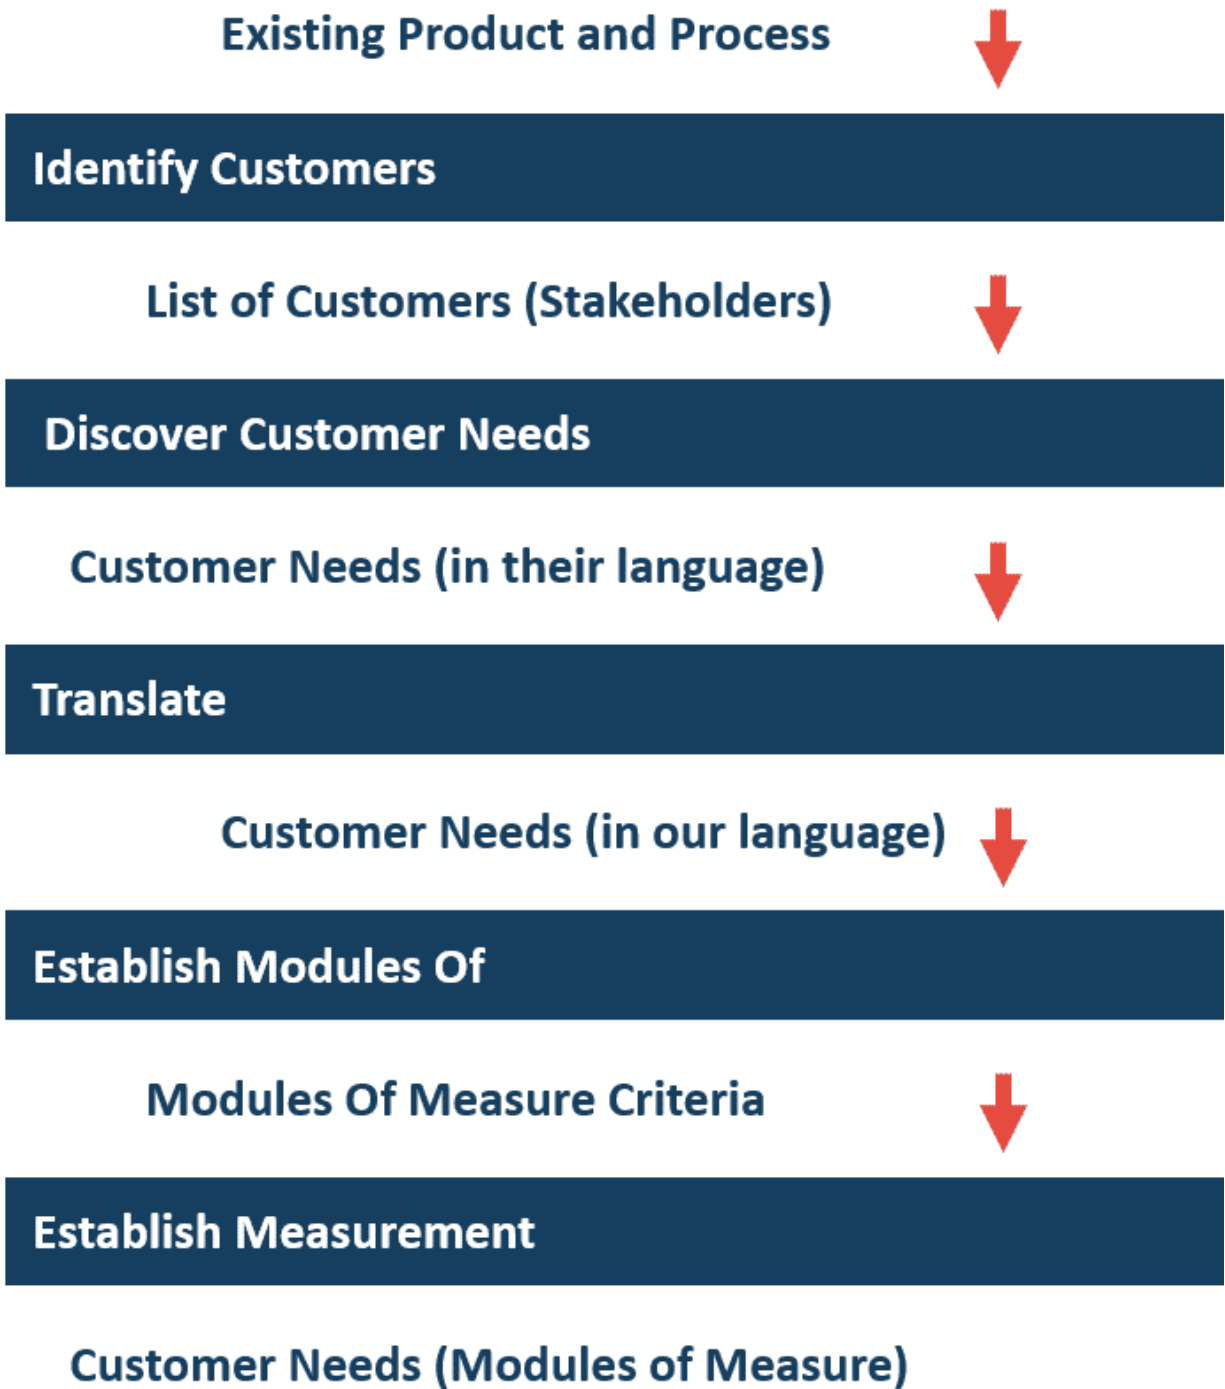 Existing Product and Process
Identify Customers
List of Customers (Stakeholders)
Discover Customer Needs
Customer Needs (in their language)
Translate
Customer Needs (in our language)
Establish Modules Of
Modules Of Measure Criteria
Establish Measurement
Customer Needs (Modules of Measure)